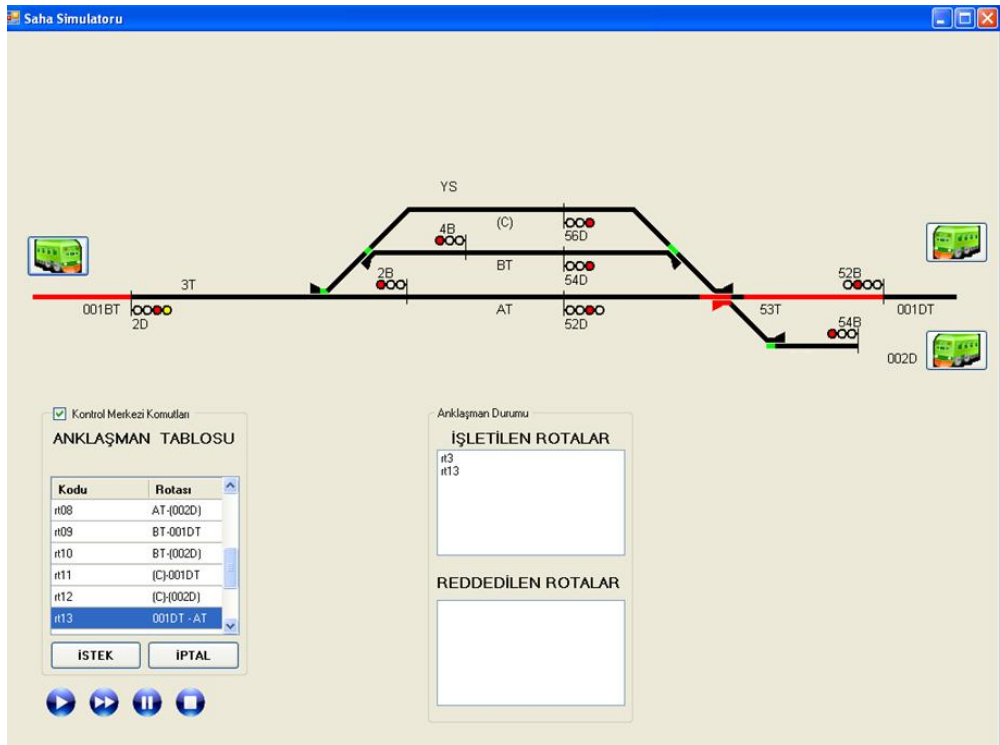 Saha Simulatoru
YS
(C)
4B
56D
BT
2B
54D
52B
3T
001BT
2D
AT
52D
53T
001DT
54B
002D
Kontrol Merkezi Komutları
ANKLAŞMAN TABLOSU
Kodu Rotası
rt08 AT-(002D)
rt09 BT-001DT
rt10 BT-(002D)
rt11 (C)-001DT
rt12 (C)-(002D)
rt13 001DT - AT
İSTEK İPTAL
Anklaşman Durumu
İŞLETİLEN ROTALAR
rt3
rt13
REDDEDİLEN ROTALAR